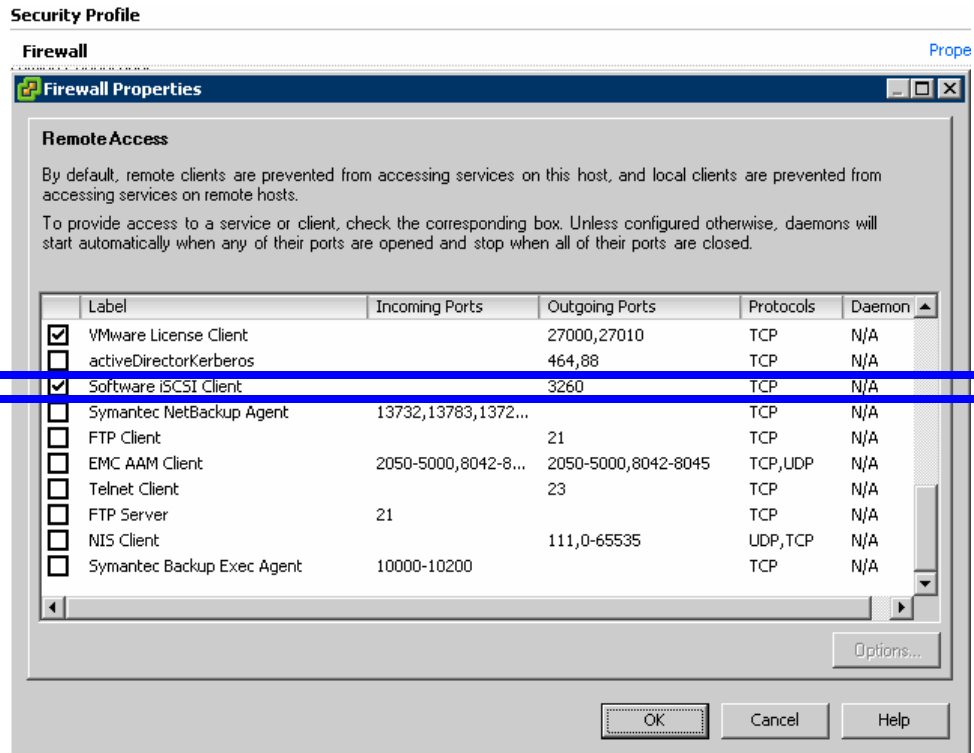 Security Profile
Firewall Prope
Firewall Properties
Remote Access
By default, remote clients are prevented from accessing services on this host, and local clients are prevented from
accessing services on remote hosts.
To provide access to a service or client, check the corresponding box. Unless configured otherwise, daemons will
start automatically when any of their ports are opened and stop when all of their ports are closed.
Label Incoming Ports Outgoing Ports Protocols Daemon
VMware License Client 27000,27010 TCP N/A
activeDirectorKerberos 464,88 TCP N/A
Software iSCSI Client 3260 TCP N/A
Symantec NetBackup Agent 13732,13783,1372... TCP N/A
FTP Client 21 TCP N/A
EMC AAM Client 2050-5000,8042-8... 2050-5000,8042-8045 TCP,UDP N/A
Telnet Client 23 TCP N/A
FTP Server 21 TCP N/A
NIS Client 111,0-65535 UDP,TCP N/A
Symantec Backup Exec Agent 10000-10200 TCP N/A
Options...
OK Cancel Help